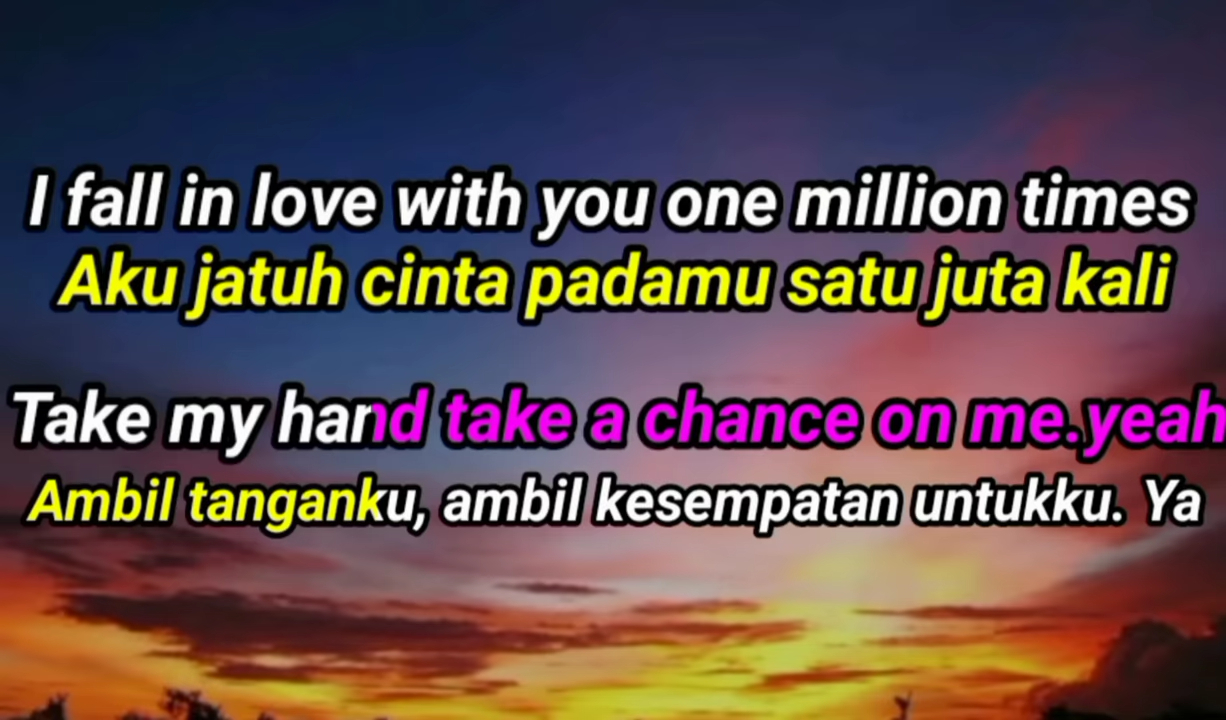 I fall in love with you one million times
Aku jatuh cinta padamu satu juta kali
Take my hand take a chance on me.yeah
Ambil tanganku, ambil kesempatan untukku. Ya